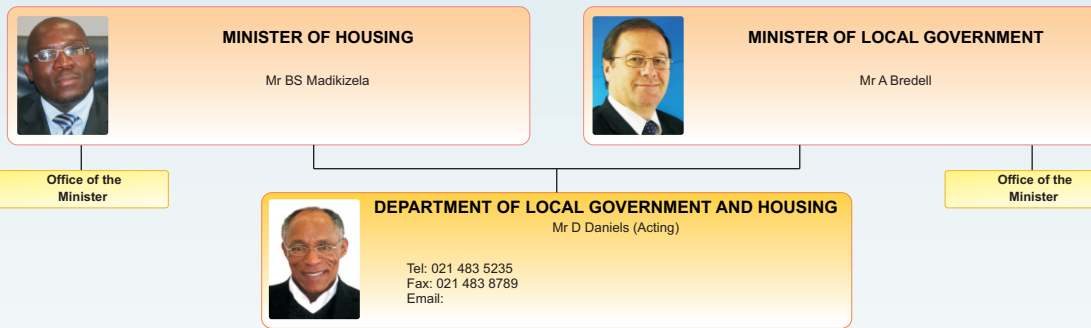 MINISTER OF HOUSING
Mr BS Madikizela
MINISTER OF LOCAL GOVERNMENT
Mr A Bredell
Office of the
Minister
Office of the
Minister
DEPARTMENT OF LOCAL GOVERNMENT AND HOUSING
Mr D Daniels (Acting)
Tel: 021 483 5235
Fax: 021 483 8789
Email: